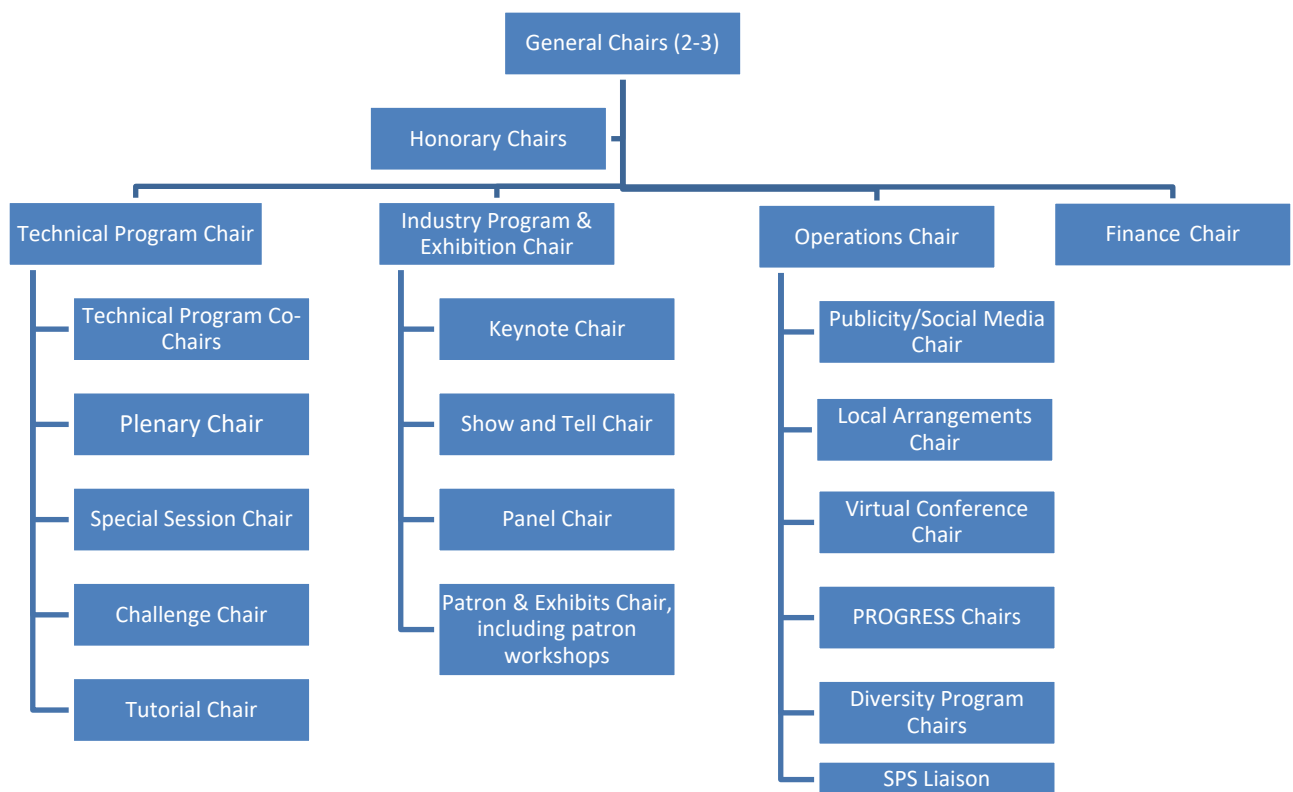 General Chairs (2-3)
Honorary Chairs
Technical Program Chair
Industry Program &
Exhibition Chair
Operations Chair
Finance Chair
Technical Program Co-
Chairs
Plenary Chair
Special Session Chair
Challenge Chair
Tutorial Chair
Keynote Chair
Show and Tell Chair
Panel Chair
Patron & Exhibits Chair,
including patron
workshops
Publicity/Social Media
Chair
Local Arrangements
Chair
Virtual Conference
Chair
PROGRESS Chairs
Diversity Program
Chairs
SPS Liaison